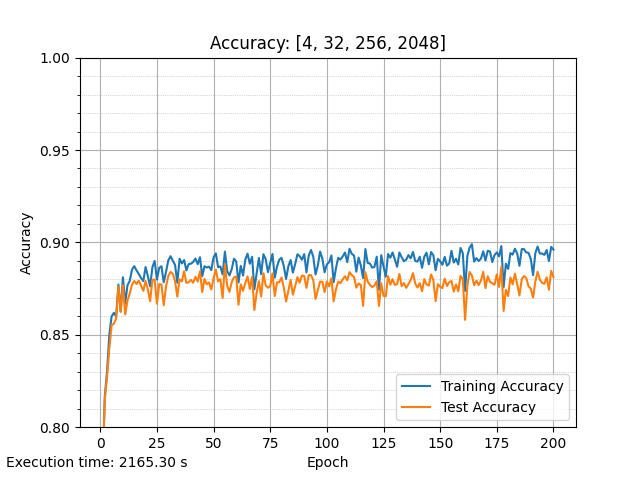 Accuracy: [4, 32, 256, 2048]
1.00
0.95
0.90
0.85
0.80
Accuracy
Training Accuracy
Test Accuracy
0 25 50 75 100 125 150 175 200
Execution time: 2165.30 s
Epoch